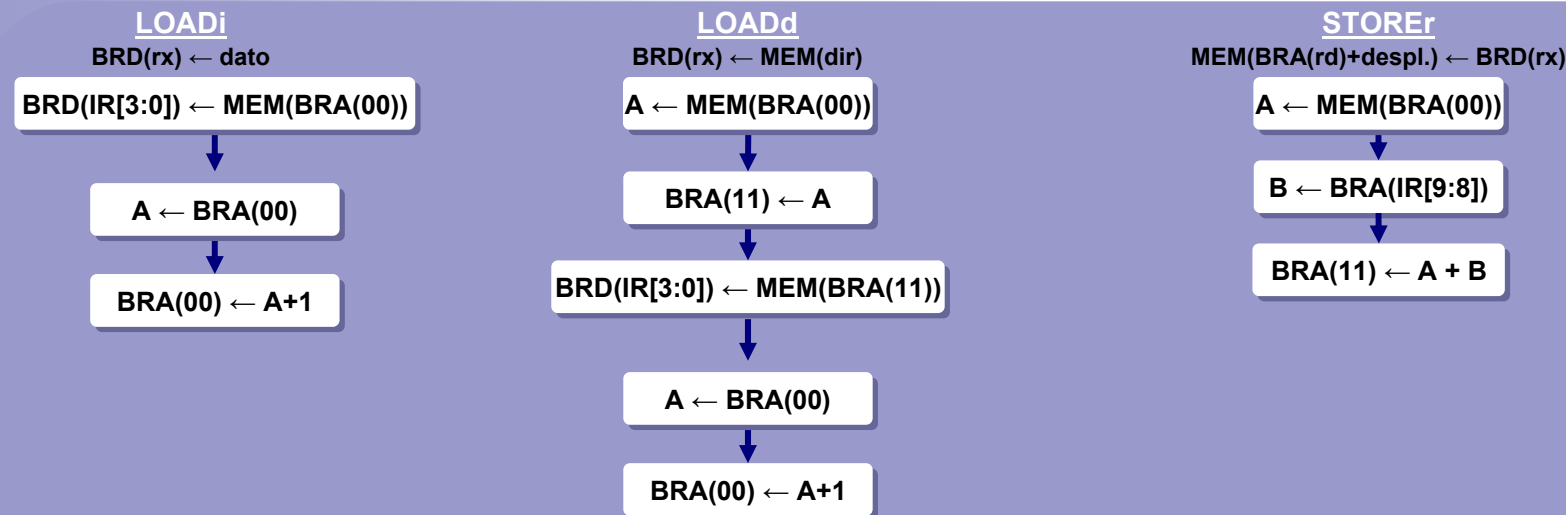 LOADi
BRD(rx) ← dato
BRD(IR[3:0]) ← MEM(BRA(00))
A ← BRA(00)
BRA(00) ← A+1
LOADd
BRD(rx) ← MEM(dir)
A ← MEM(BRA(00))
BRA(11) ← A
BRD(IR[3:0]) ← MEM(BRA(11))
A ← BRA(00)
BRA(00) ← A+1
STOREr
MEM(BRA(rd)+despl.) ← BRD(rx)
A ← MEM(BRA(00))
B ← BRA(IR[9:8])
BRA(11) ← A + B